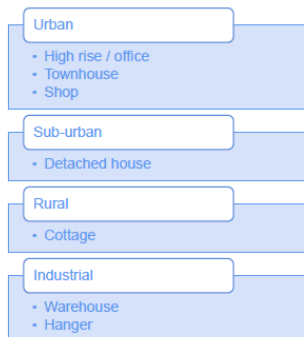 Urban
• High rise / office
• Townhouse
• Shop
Sub-urban
• Detached house
Rural
• Cottage
Industrial
• Warehouse
• Hanger